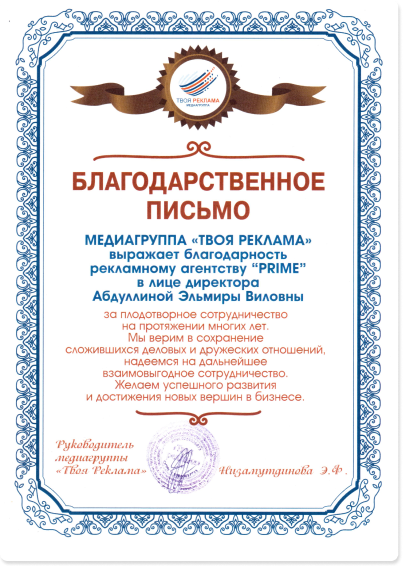 ТВОЯ РЕКЛАМА
МЕДИАГРУППА
БЛАГОДАРСТВЕННОЕ
ПИСЬМО
МЕДИАГРУППА «ТВОЯ РЕКЛАМА»
выражает благодарность
рекламному агентству “PRIME”
в лице директора
Абдуллиной Эльмиры Виловны
за плодотворное сотрудничество
на протяжении многих лет.
Мы верим в сохранение
сложившихся деловых и дружеских отношений,
надеемся на дальнейшее
взаимовыгодное сотрудничество.
Желаем успешного развития
и достижения новых вершин в бизнесе.
Руководитель
медиагруппы
«Твоя Реклама»
Низамутдинова Э.Ф.